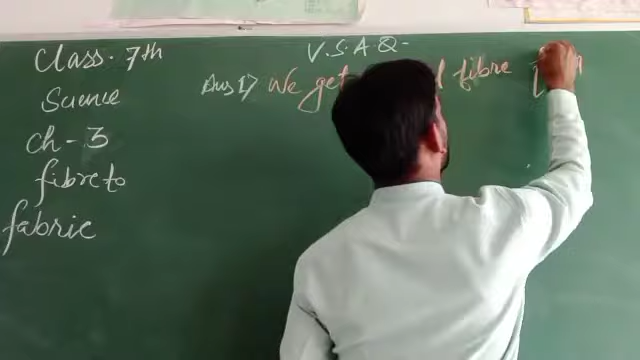 Class. 7th
Science
ch - 3
fibre to
fabric
V.S.A.Q-
Ans 1) We get fibre